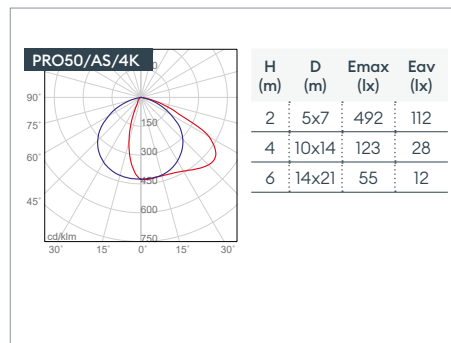 PRO50/AS/4K
90°
75°
60°
45°
150
300
450
600
750
cd/klm
30° 15° 0° 15° 30°
H D Emax Eav
(m) (m) (lx) (lx)
2 5x7 492 112
4 10x14 123 28
6 14x21 55 12